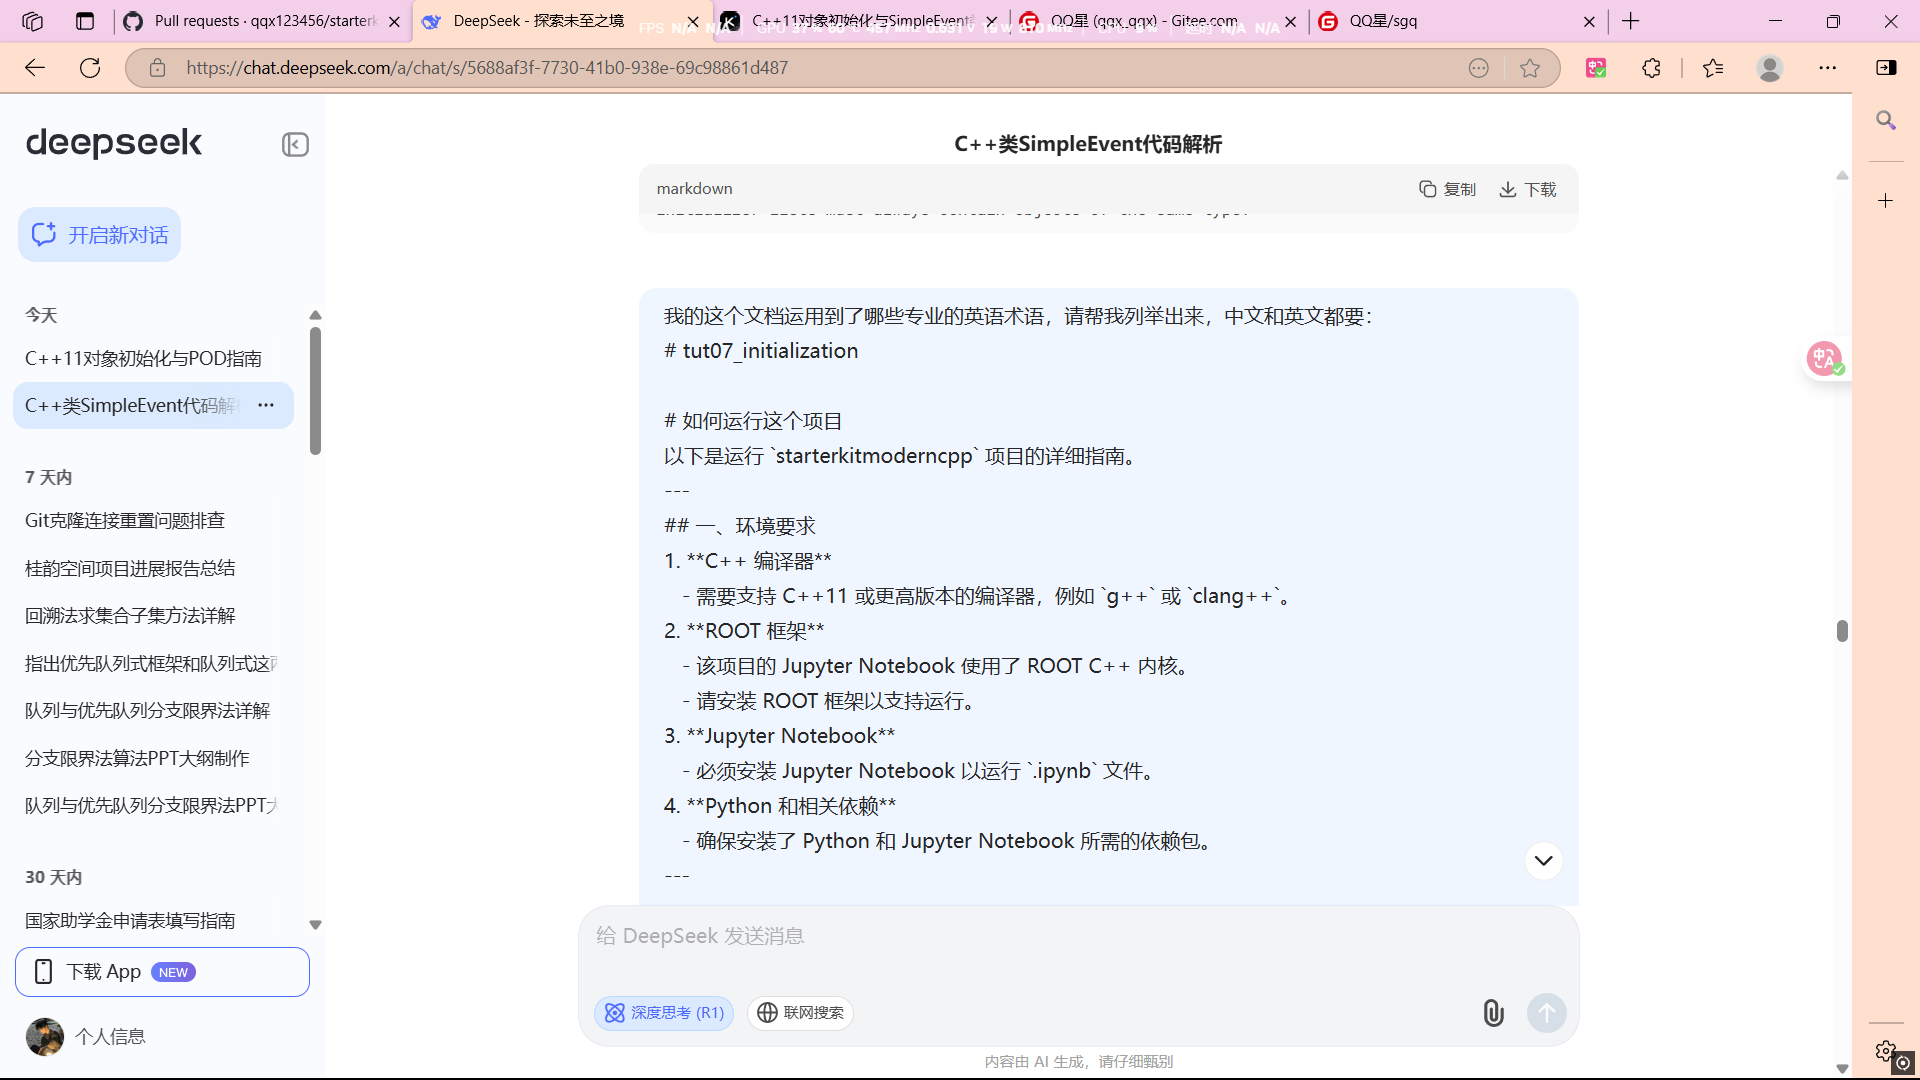 Pull requests · qqx123456/starterk
DeepSeek - 探索未至之境
C++11对象初始化与SimpleEvent
QQ星 (qqx_qqx) - Gitee.com
QQ星/sgq
FPS N/A N/A
GPU 37
N/A N/A
https://chat.deepseek.com/a/chat/s/5688af3f-7730-41b0-938e-69c98861d487
deepseek
开启新对话
今天
C++11对象初始化与POD指南
C++类SimpleEvent代码解
7 天内
Git克隆连接重置问题排查
桂韵空间项目进展报告总结
回溯法求集合子集方法详解
指出优先队列式框架和队列式这
队列与优先队列分支限界法详解
分支限界法算法PPT大纲制作
队列与优先队列分支限界法PPT
30 天内
国家助学金申请表填写指南
下载 App NEW
个人信息
C++类SimpleEvent代码解析
markdown
复制
下载
我的这个文档运用到了哪些专业的英语术语，请帮我列举出来，中文和英文都要：
# tut07_initialization
# 如何运行这个项目
以下是运行 `starterkitmoderncpp` 项目的详细指南。
---
## 一、环境要求
1. **C++ 编译器**
- 需要支持 C++11 或更高版本的编译器，例如 `g++` 或 `clang++`。
2. **ROOT 框架**
- 该项目的 Jupyter Notebook 使用了 ROOT C++ 内核。
- 请安装 ROOT 框架以支持运行。
3. **Jupyter Notebook**
- 必须安装 Jupyter Notebook 以运行 `.ipynb` 文件。
4. **Python 和相关依赖**
- 确保安装了 Python 和 Jupyter Notebook 所需的依赖包。
---
给 DeepSeek 发送消息
深度思考 (R1)
联网搜索
内容由 AI 生成，请仔细甄别